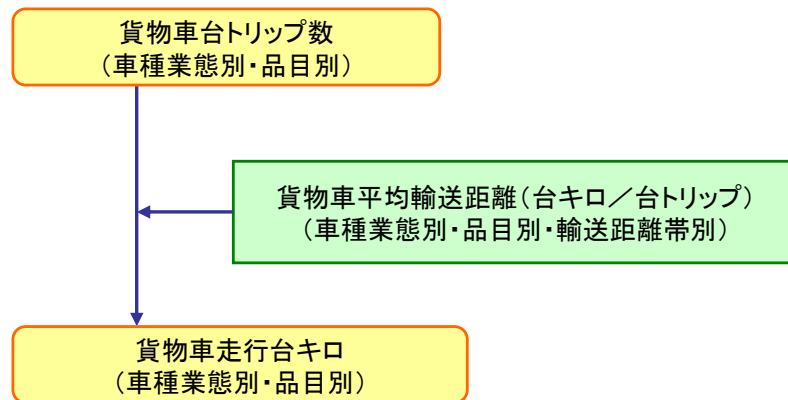 貨物車台トリップ数
（車種業態別・品目別）
貨物車平均輸送距離（台キロ／台トリップ）
（車種業態別・品目別・輸送距離帯別）
貨物車走行台キロ
（車種業態別・品目別）